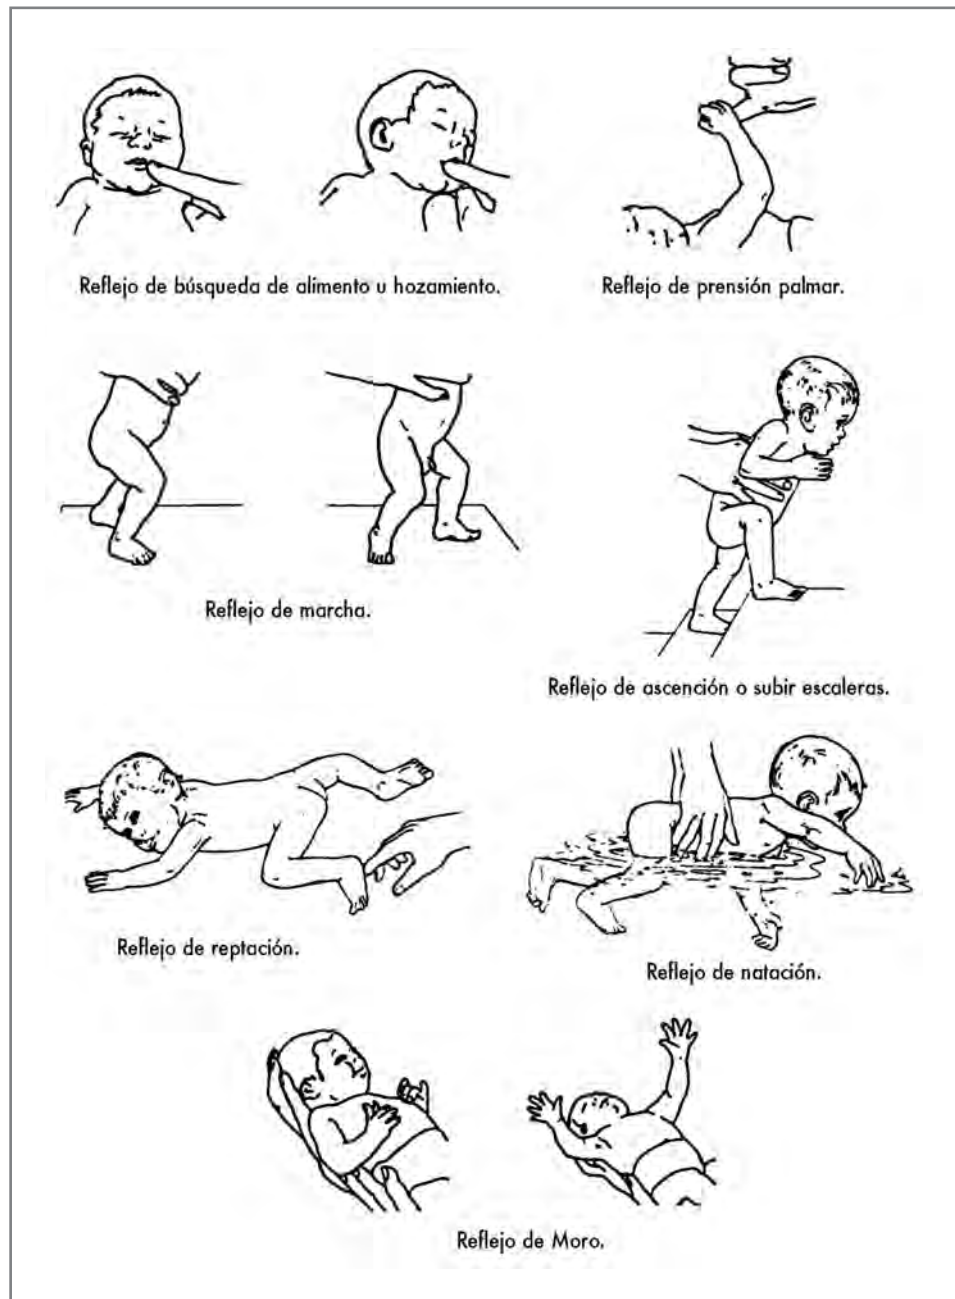 Reflejo de búsqueda de alimento u hozamiento.
Reflejo de prensión palmar.
Reflejo de marcha.
Reflejo de ascención o subir escaleras.
Reflejo de reptación.
Reflejo de natación.
Reflejo de Moro.